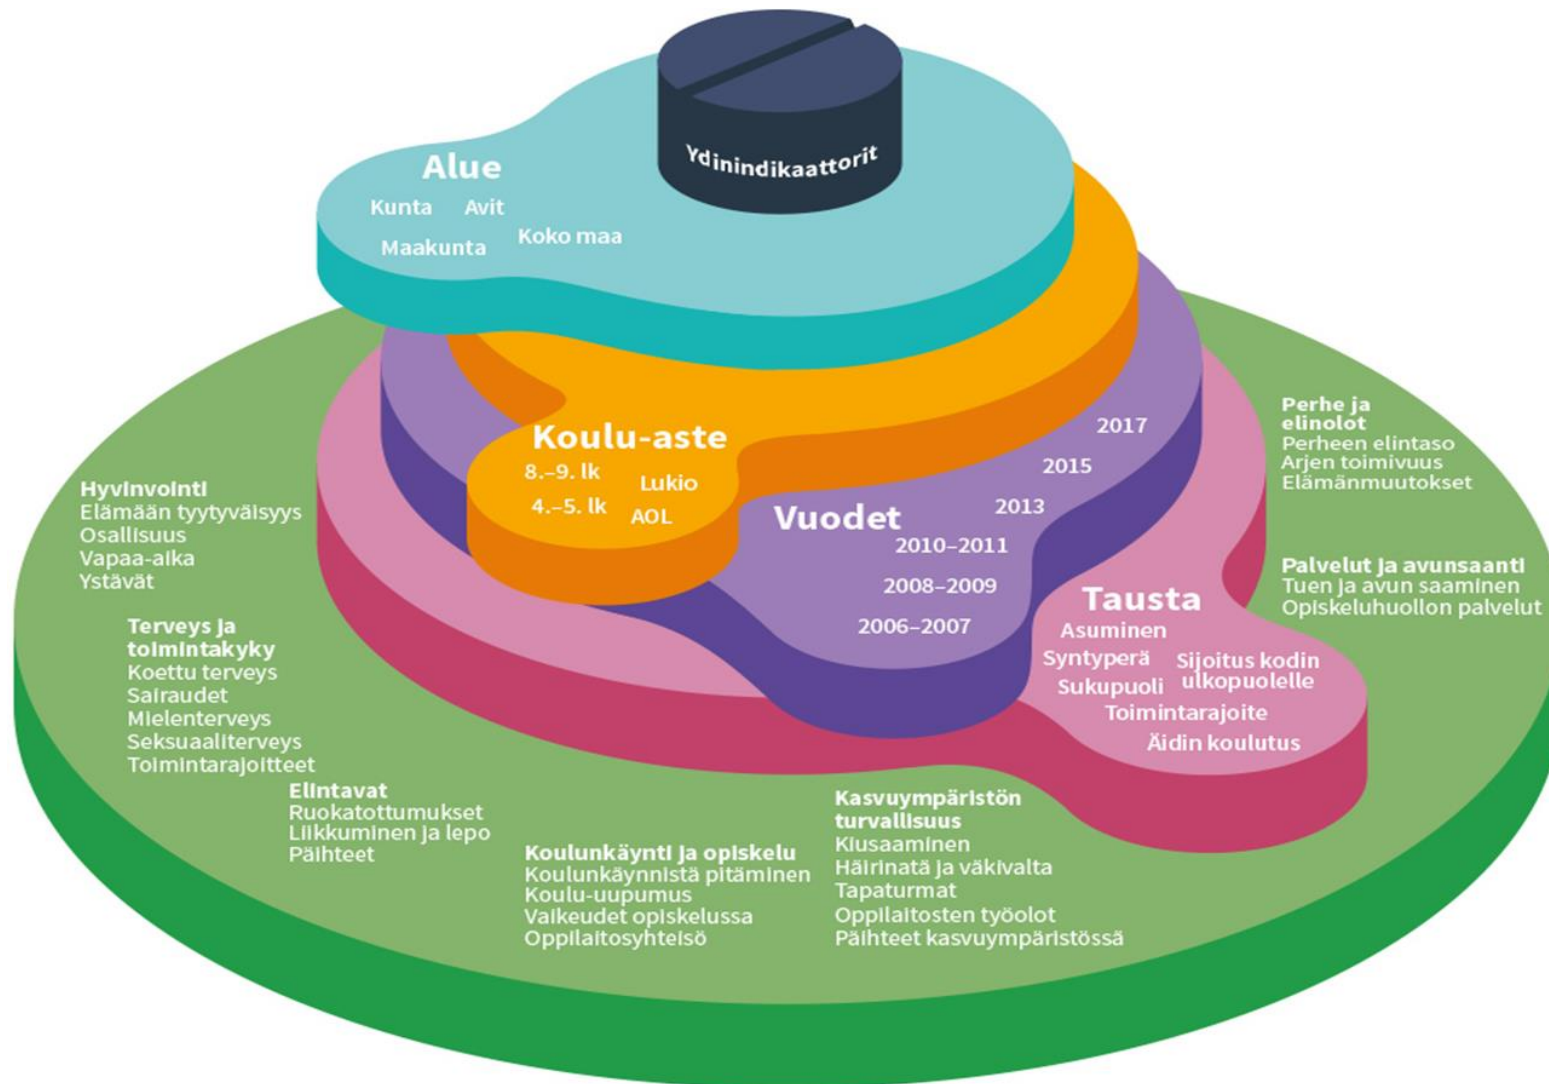 Ydinindikaattorit
Alue
Kunta Avit
Maakunta Koko maa
Koulu-aste
8.–9. lk Lukio
4.–5. lk AOL
Vuodet
2017
2015
2013
2010–2011
2008–2009
2006–2007
Tausta
Asuminen
Syntyperä
Sukupuoli
Sijoitus kodin
ulkopuolelle
Toimintarajoite
Äidin koulutus
Hyvinvointi
Elämään tyytyväisyys
Osallisuus
Vapaa-aika
Ystävät
Terveys ja
toimintakyky
Koettu terveys
Sairaudet
Mielenterveys
Seksuaaliterveys
Toimintarajoitteet
Elintavat
Ruokatottumukset
Liikkuminen ja lepo
Päihteet
Koulunkäynti ja opiskelu
Koulunkäynnistä pitäminen
Koulu-uupumus
Vaikeudet opiskelussa
Oppilaitosyhteisö
Kasvuympäristön
turvallisuus
Kiusaaminen
Häirinatä ja väkivalta
Tapaturmat
Oppilaitosten työolot
Päihteet kasvuympäristössä
Perhe ja
elinolot
Perheen elintaso
Arjen toimivuus
Elämänmuutokset
Palvelut ja avunsaanti
Tuen ja avun saaminen
Opiskeluhuollon palvelut